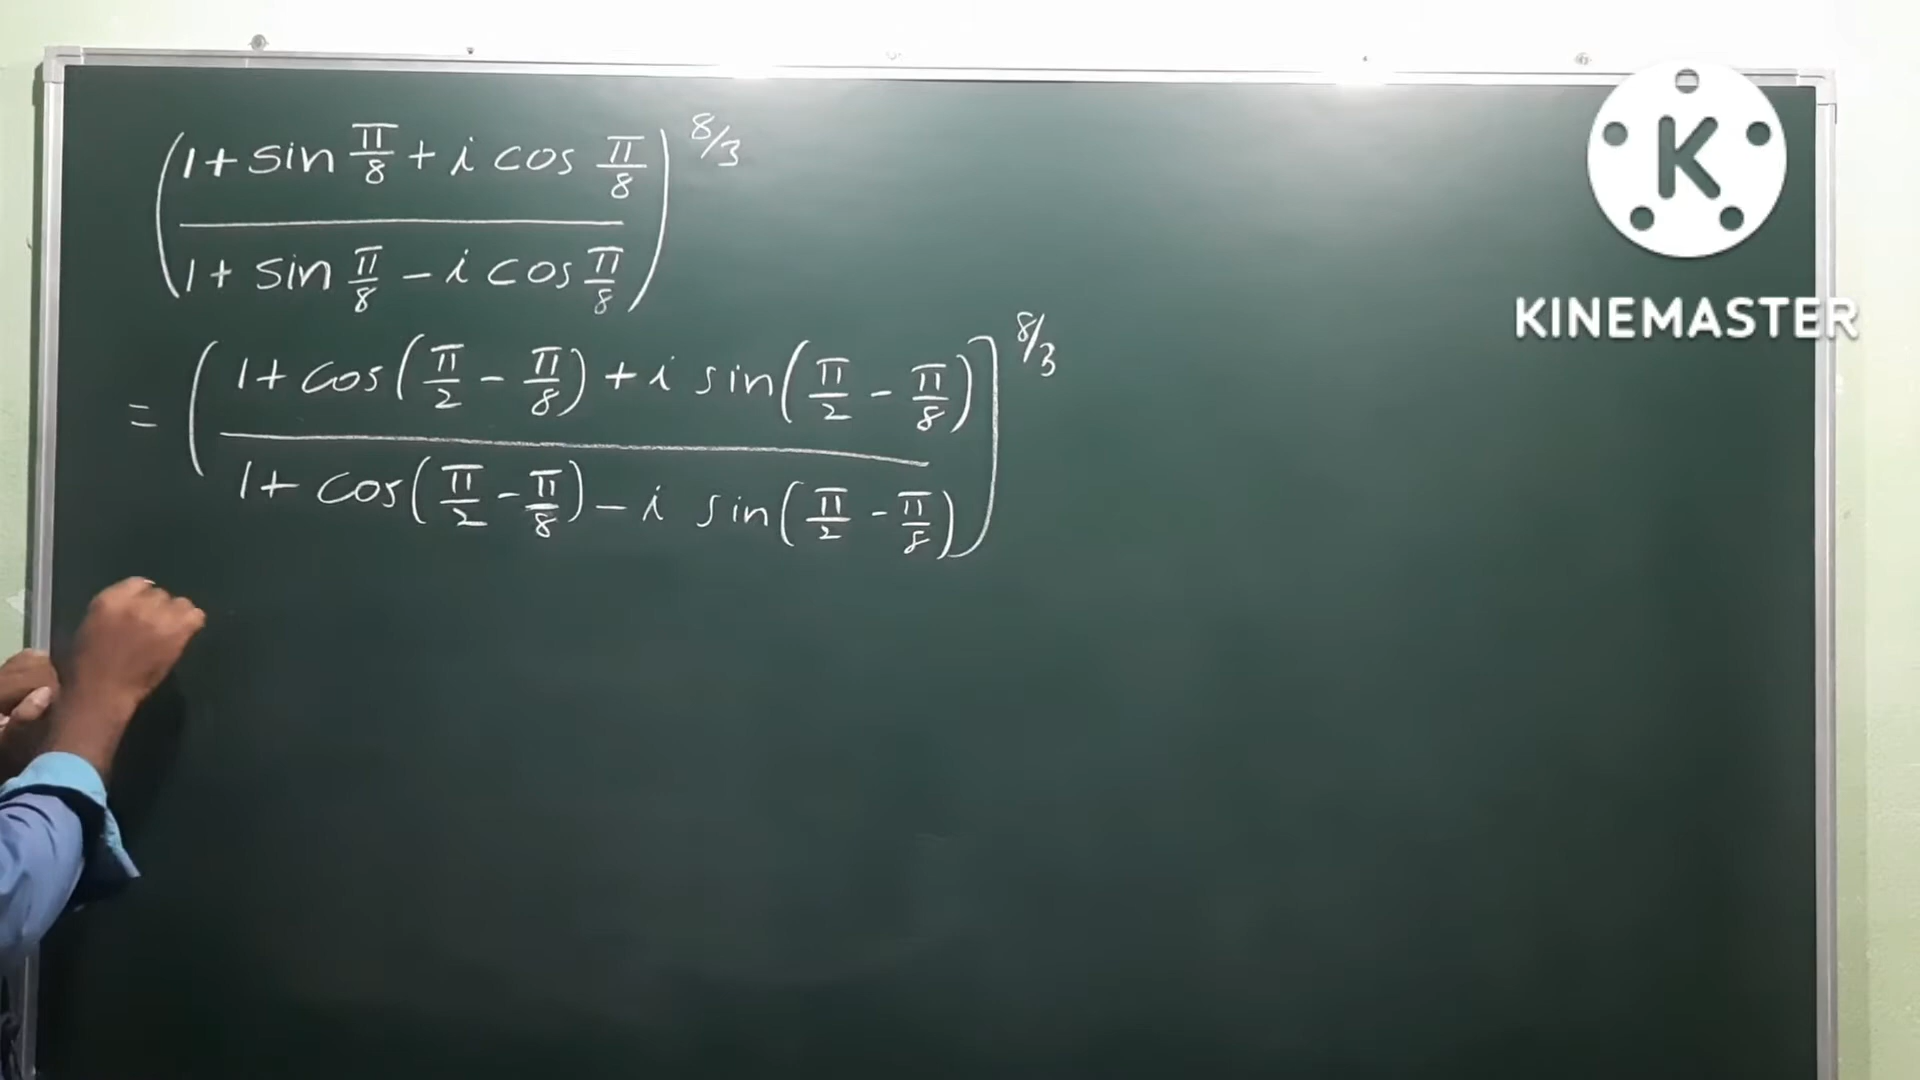 (1 + sin π/8 + i cos π/8 / 1 + sin π/8 - i cos π/8)^8/3
= (1 + cos(π/2 - π/8) + i sin(π/2 - π/8) / 1 + cos(π/2 - π/8) - i sin(π/2 - π/8))^8/3
K
KINEMASTER